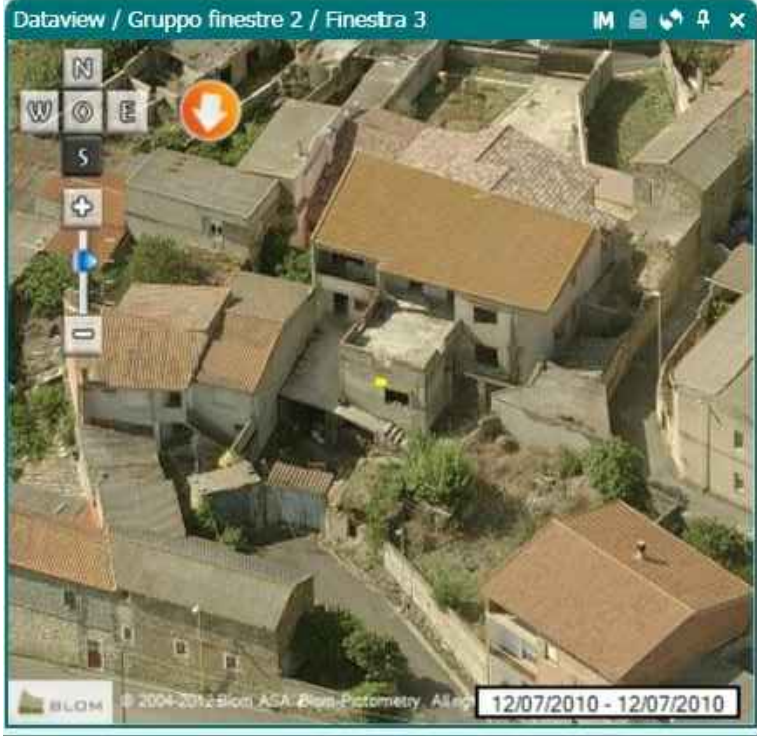 Dataview / Gruppo finestre 2 / Finestra 3
IM
N
W O E
S
BLOM
© 2004-2012 Blom ASA Blom-Pictometry. All
12/07/2010 - 12/07/2010